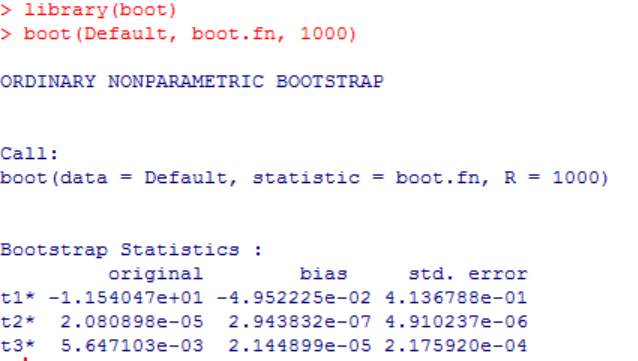 > library(boot)
> boot(Default, boot.fn, 1000)
ORDINARY NONPARAMETRIC BOOTSTRAP
Call:
boot(data = Default, statistic = boot.fn, R = 1000)
Bootstrap Statistics :
original bias std. error
t1* -1.154047e+01 -4.952225e-02 4.136788e-01
t2* 2.080898e-05 2.943832e-07 4.910237e-06
t3* 5.647103e-03 2.144899e-05 2.175920e-04